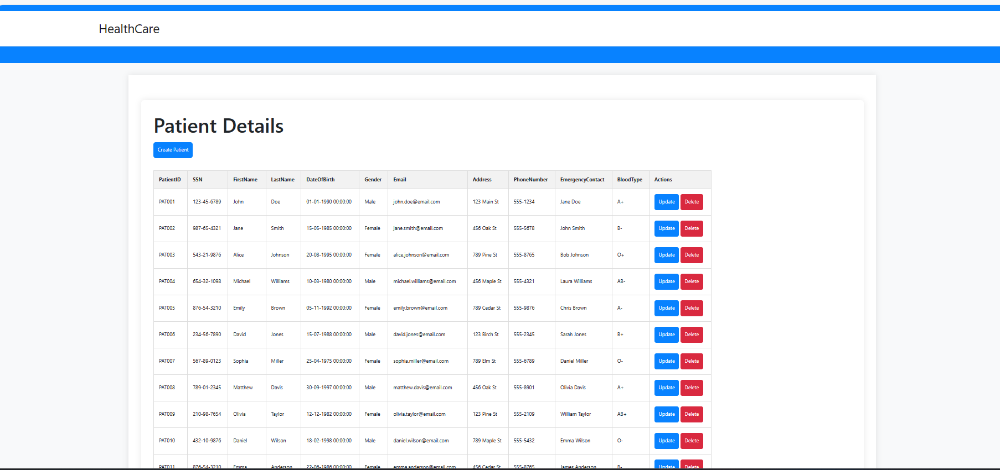 HealthCare
Patient Details
Create Patient
PatientID SSN FirstName LastName DateOfBirth Gender Email Address PhoneNumber EmergencyContact BloodType Actions
PAT001 123-45-6789 John Doe 01-01-1990 00:00:00 Male john.doe@email.com 123 Main St 555-1234 Jane Doe A+ Update Delete
PAT002 987-65-4321 Jane Smith 15-05-1985 00:00:00 Female jane.smith@email.com 456 Oak St 555-5678 John Smith B- Update Delete
PAT003 543-21-9876 Alice Johnson 20-08-1995 00:00:00 Female alice.johnson@email.com 789 Pine St 555-8765 Bob Johnson O+ Update Delete
PAT004 654-32-1098 Michael Williams 10-03-1980 00:00:00 Male michael.williams@email.com 456 Maple St 555-4321 Laura Williams AB- Update Delete
PAT005 876-54-3210 Emily Brown 05-11-1992 00:00:00 Female emily.brown@email.com 789 Cedar St 555-9876 Chris Brown A- Update Delete
PAT006 234-56-7890 David Jones 15-07-1988 00:00:00 Male david.jones@email.com 123 Birch St 555-2345 Sarah Jones B+ Update Delete
PAT007 567-89-0123 Sophia Miller 25-04-1975 00:00:00 Female sophia.miller@email.com 789 Elm St 555-6789 Daniel Miller O- Update Delete
PAT008 789-01-2345 Matthew Davis 30-09-1997 00:00:00 Male matthew.davis@email.com 456 Oak St 555-8901 Olivia Davis A+ Update Delete
PAT009 210-98-7654 Olivia Taylor 12-12-1982 00:00:00 Female olivia.taylor@email.com 123 Pine St 555-2109 William Taylor AB+ Update Delete
PAT010 432-10-9876 Daniel Wilson 18-02-1998 00:00:00 Male daniel.wilson@email.com 789 Maple St 555-5432 Emma Wilson O- Update Delete
PAT011 876-54-3210 Emma Anderson 22-06-1986 00:00:00 Female emma.anderson@email.com 456 Cedar St 555-8765 James Anderson B- Update Delete